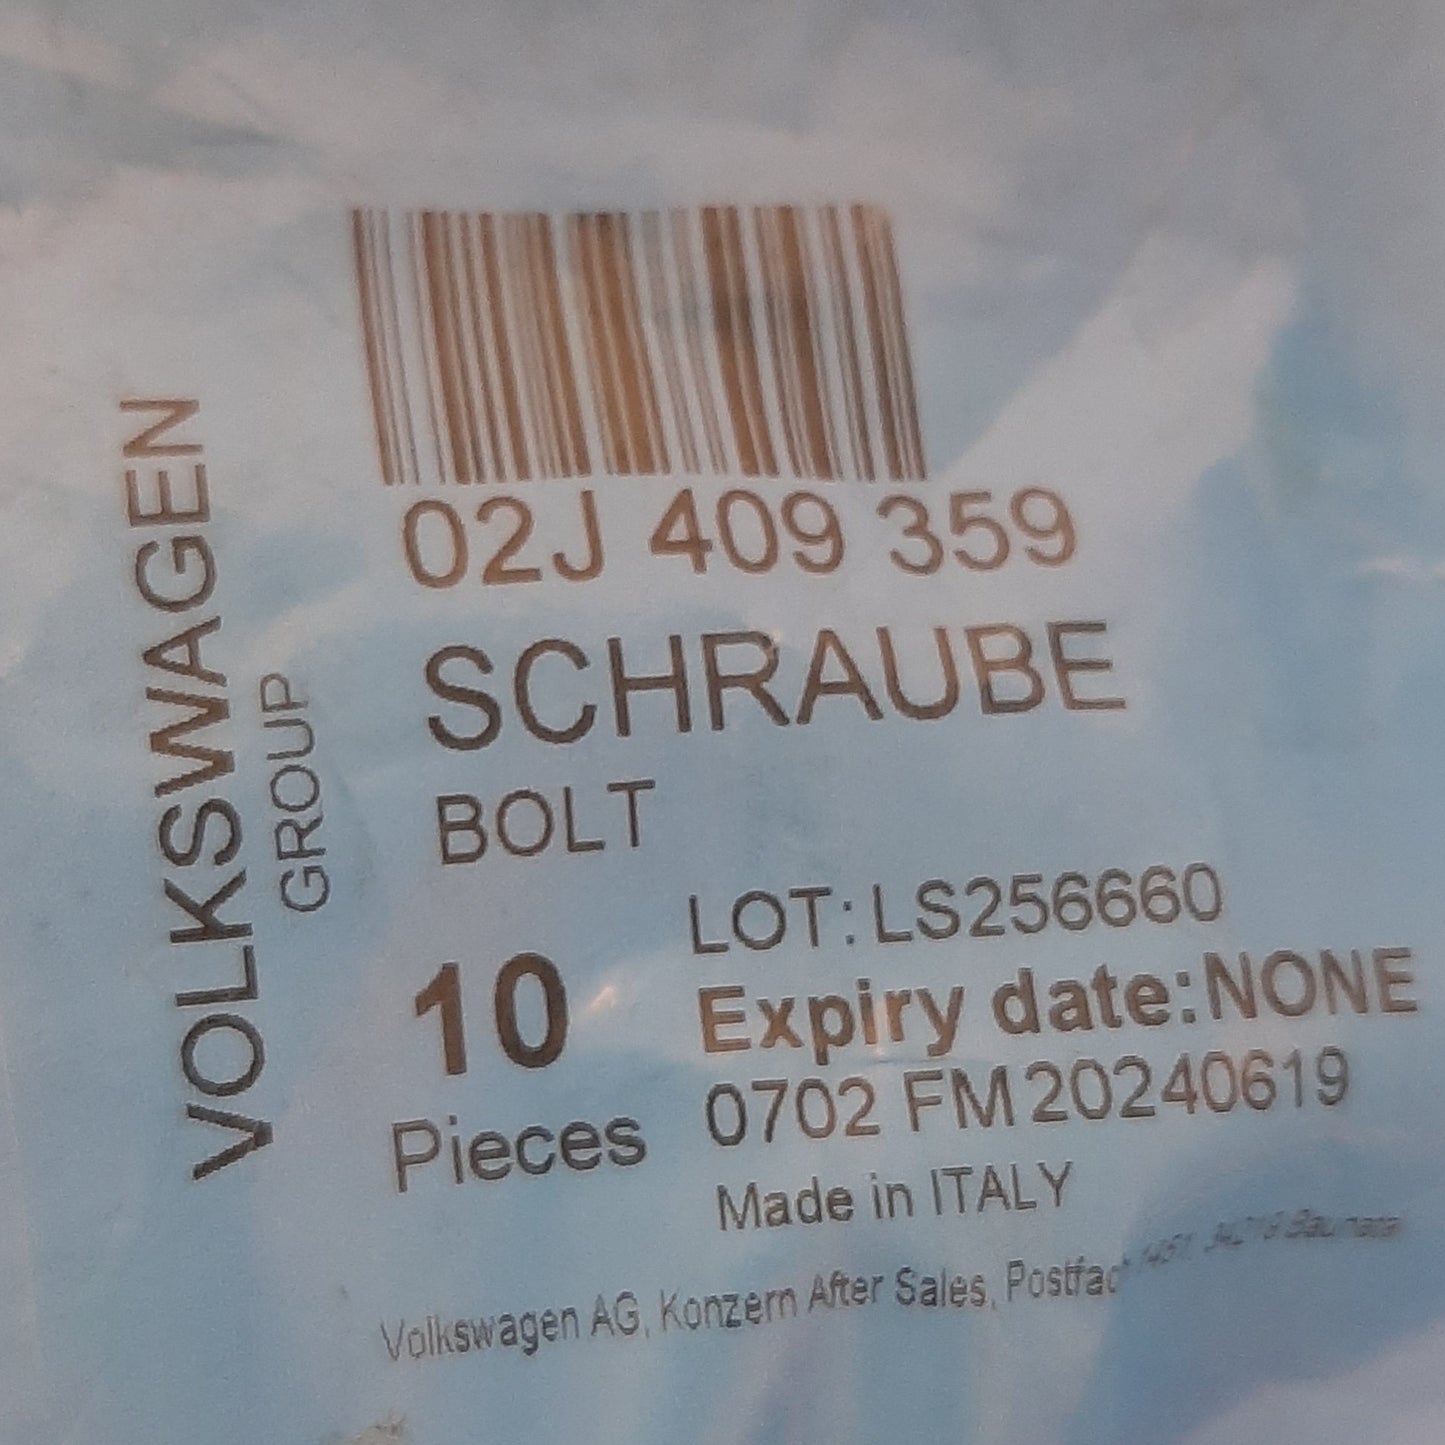 VOLKSWAGEN
GROUP
02J 409 359
SCHRAUBE
BOLT
LOT: LS256660
10
Expiry date: NONE
Pieces
0702 FM 20240619
Made in ITALY
Volkswagen AG, Konzern After Sales,